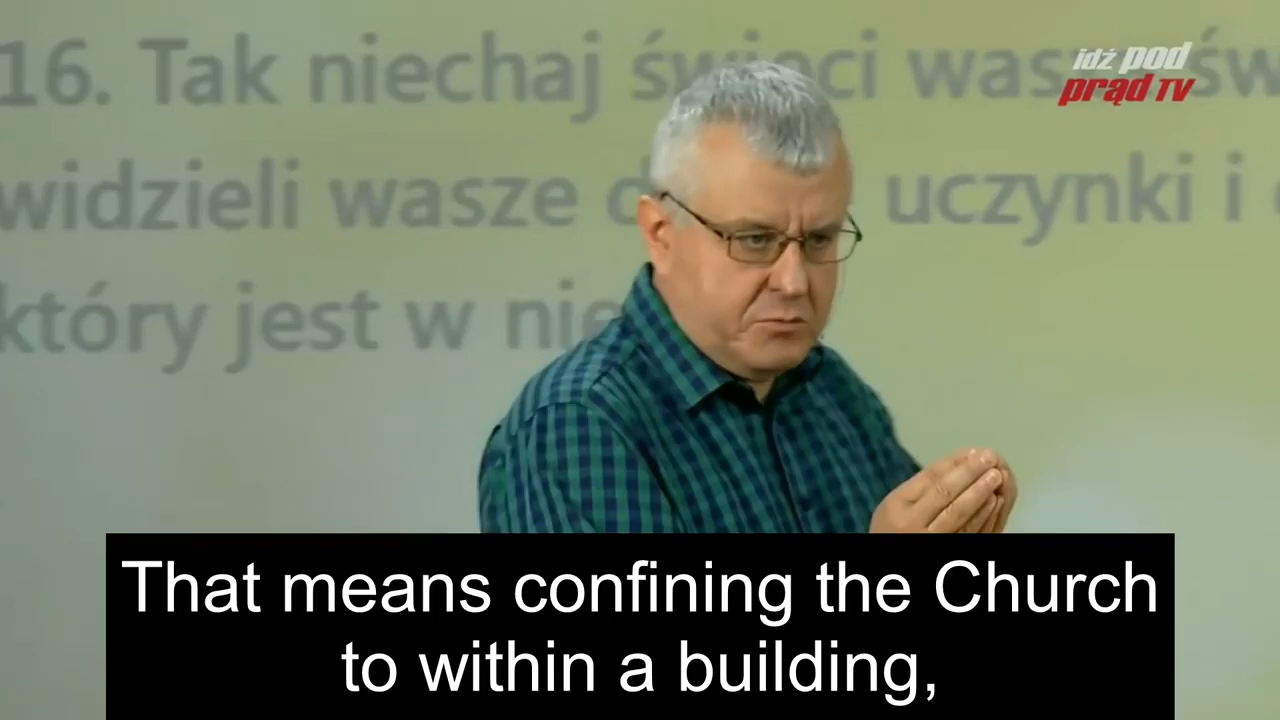 16. Tak niechaj świeci
idź pod
prąd TV
widzieli wasze uczynki i
który jest w
That means confining the Church
to within a building,